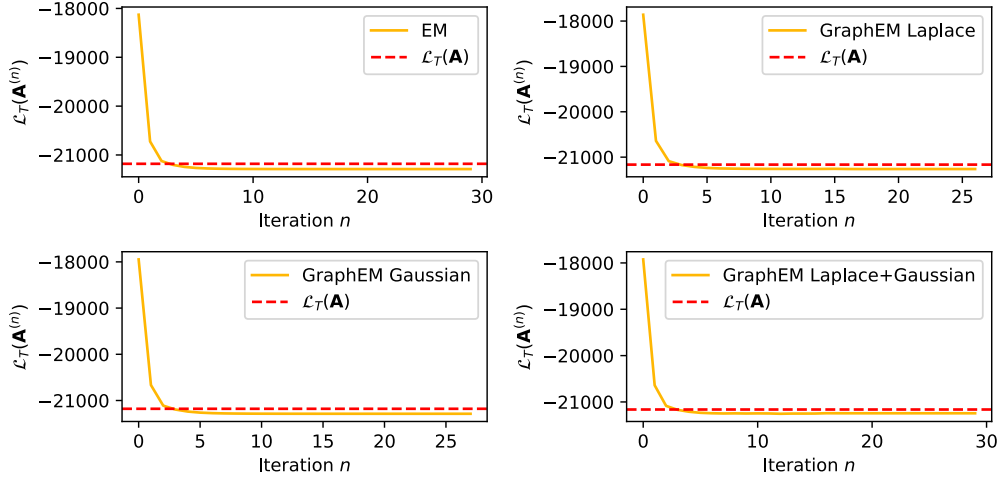 −18000
−19000
−20000
−21000
ℒ_T(𝐀^(n))
0
10
20
30
Iteration n
EM
ℒ_T(𝐀)
−18000
−19000
−20000
−21000
ℒ_T(𝐀^(n))
0
5
10
15
20
25
Iteration n
GraphEM Laplace
ℒ_T(𝐀)
−18000
−19000
−20000
−21000
ℒ_T(𝐀^(n))
0
5
10
15
20
25
Iteration n
GraphEM Gaussian
ℒ_T(𝐀)
−18000
−19000
−20000
−21000
ℒ_T(𝐀^(n))
0
10
20
30
Iteration n
GraphEM Laplace+Gaussian
ℒ_T(𝐀)